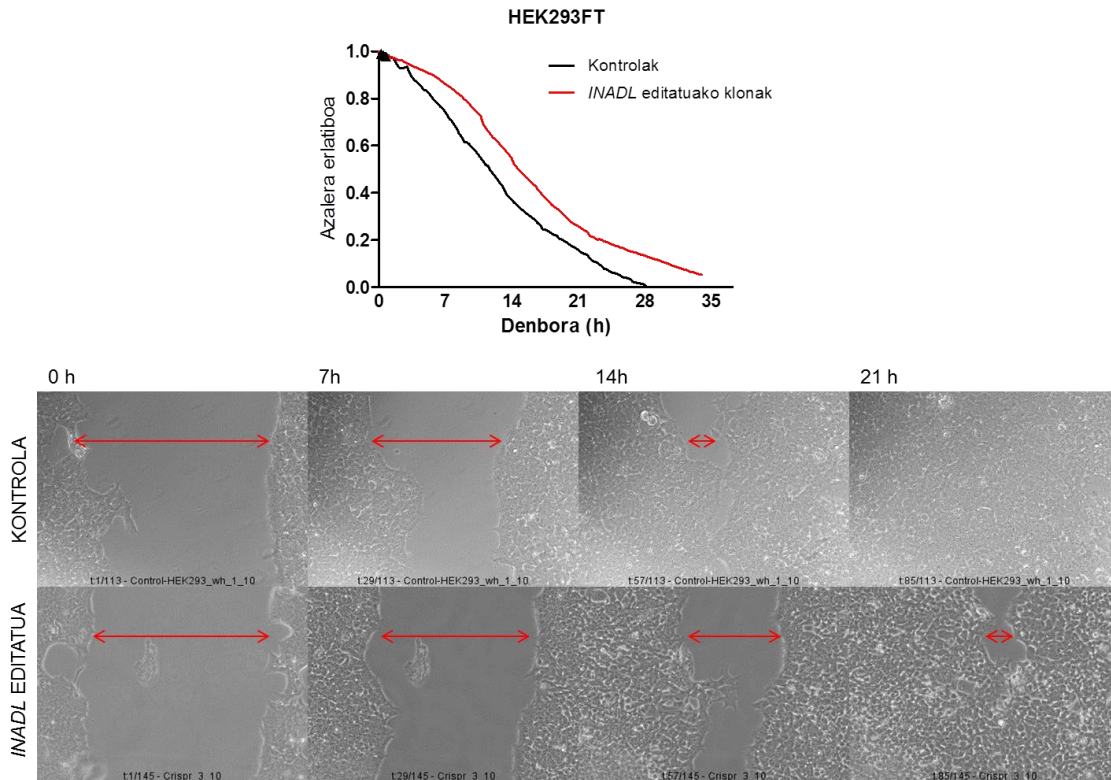 HEK293FT
1.0
0.8
0.6
0.4
0.2
0.0
Azalera erlatiboa
0 7 14 21 28 35
Denbora (h)
Kontrolak
INADL editatuako klonak
0 h 7h 14h 21 h
KONTROLA
t:1/113 - Control-HEK293_wh_1_10
t:29/113 - Control-HEK293_wh_1_10
t:57/113 - Control-HEK293_wh_1_10
t:85/113 - Control-HEK293_wh_1_10
INADL EDITATUA
t:1/145 - Crispr_3_10
t:29/145 - Crispr_3_10
t:57/145 - Crispr_3_10
t:85/145 - Crispr_3_10